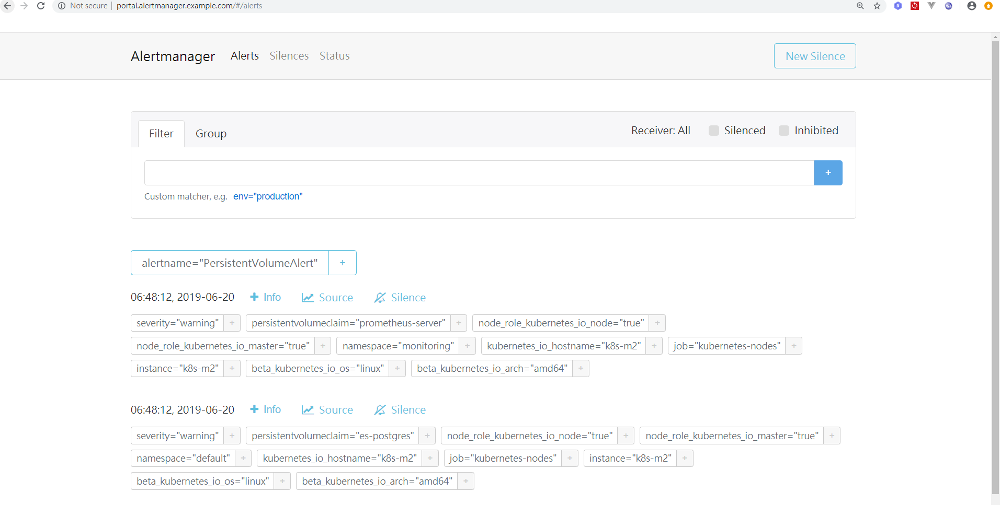 Not secure | portal.alertmanager.example.com/#/alerts
Alertmanager Alerts Silences Status New Silence
Filter Group Receiver: All Silenced Inhibited
+
Custom matcher, e.g. env="production"
alertname="PersistentVolumeAlert" +
06:48:12, 2019-06-20 + Info Source Silence
severity="warning" + persistentvolumeclaim="prometheus-server" + node_role_kubernetes_io_node="true" +
node_role_kubernetes_io_master="true" + namespace="monitoring" + kubernetes_io_hostname="k8s-m2" + job="kubernetes-nodes" +
instance="k8s-m2" + beta_kubernetes_io_os="linux" + beta_kubernetes_io_arch="amd64" +
06:48:12, 2019-06-20 + Info Source Silence
severity="warning" + persistentvolumeclaim="es-postgres" + node_role_kubernetes_io_node="true" + node_role_kubernetes_io_master="true" +
namespace="default" + kubernetes_io_hostname="k8s-m2" + job="kubernetes-nodes" + instance="k8s-m2" +
beta_kubernetes_io_os="linux" + beta_kubernetes_io_arch="amd64" +